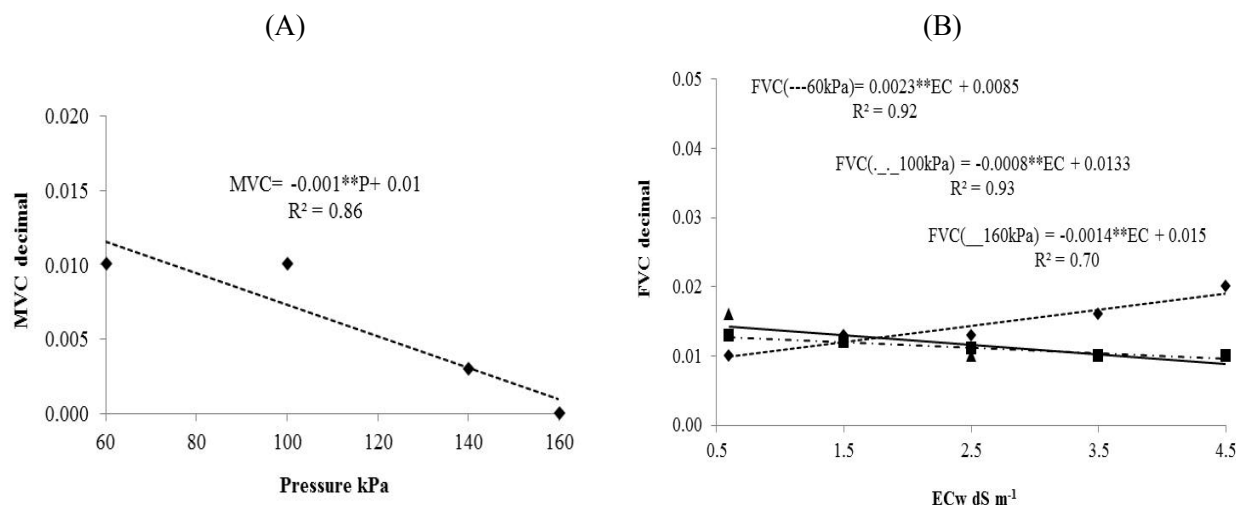 (A)
0.020
0.015
0.010
0.005
0.000
MVC decimal
MVC= -0.001**P+ 0.01
R² = 0.86
60 80 100 120 140 160
Pressure kPa
(B)
0.05
0.04
0.03
0.02
0.01
0.00
FVC decimal
FVC(---60kPa)= 0.0023**EC + 0.0085
R² = 0.92
FVC(._._100kPa) = -0.0008**EC + 0.0133
R² = 0.93
FVC(__160kPa) = -0.0014**EC + 0.015
R² = 0.70
0.5 1.5 2.5 3.5 4.5
ECw dS m⁻¹